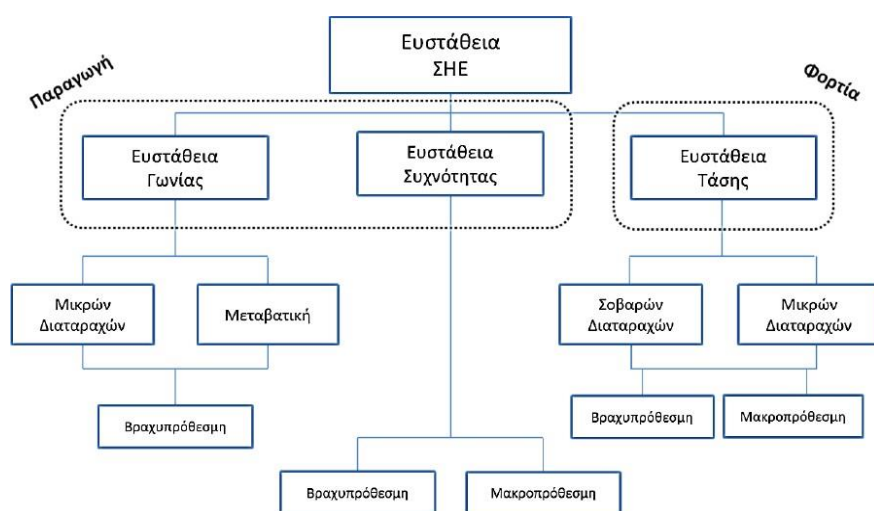 Ευστάθεια
ΣΗΕ
Παραγωγή
Φορτία
Ευστάθεια
Γωνίας
Ευστάθεια
Συχνότητας
Ευστάθεια
Τάσης
Μικρών
Διαταραχών
Μεταβατική
Σοβαρών
Διαταραχών
Μικρών
Διαταραχών
Βραχυπρόθεσμη
Βραχυπρόθεσμη
Μακροπρόθεσμη
Βραχυπρόθεσμη
Μακροπρόθεσμη